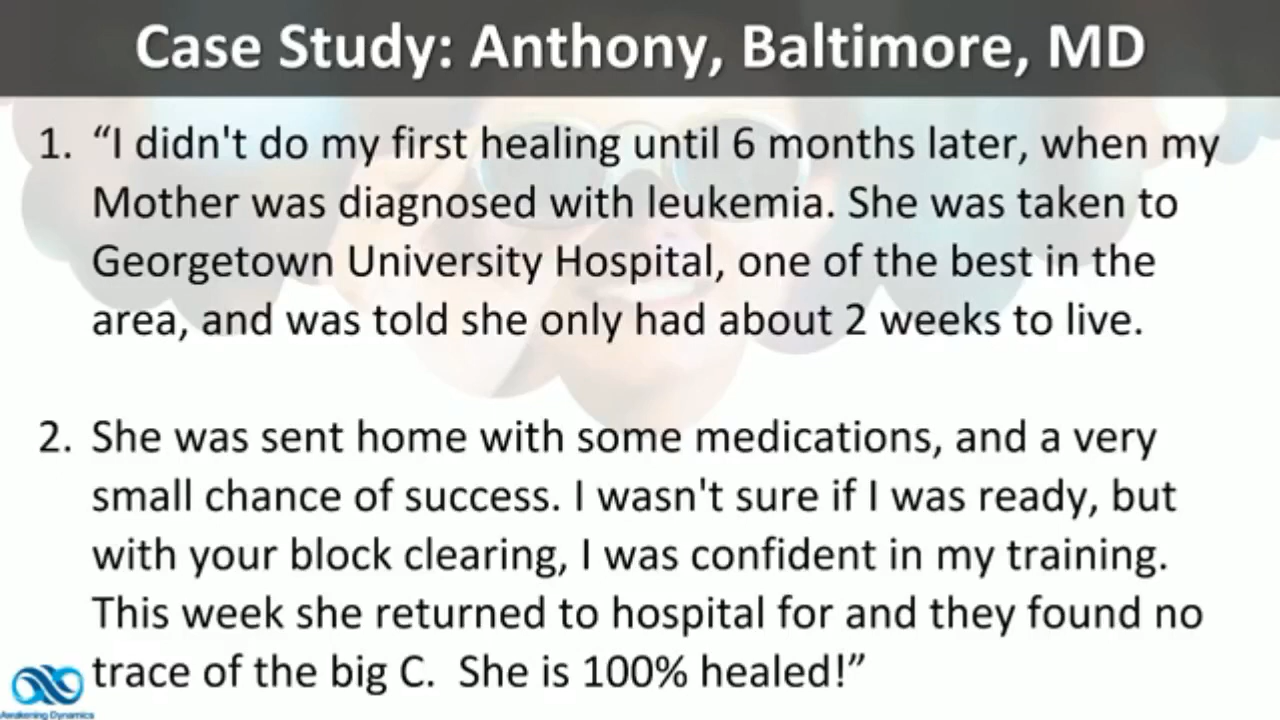 Case Study: Anthony, Baltimore, MD
1. “I didn't do my first healing until 6 months later, when my
Mother was diagnosed with leukemia. She was taken to
Georgetown University Hospital, one of the best in the
area, and was told she only had about 2 weeks to live.
2. She was sent home with some medications, and a very
small chance of success. I wasn't sure if I was ready, but
with your block clearing, I was confident in my training.
This week she returned to hospital for and they found no
trace of the big C.  She is 100% healed!”
Awakening Dynamics